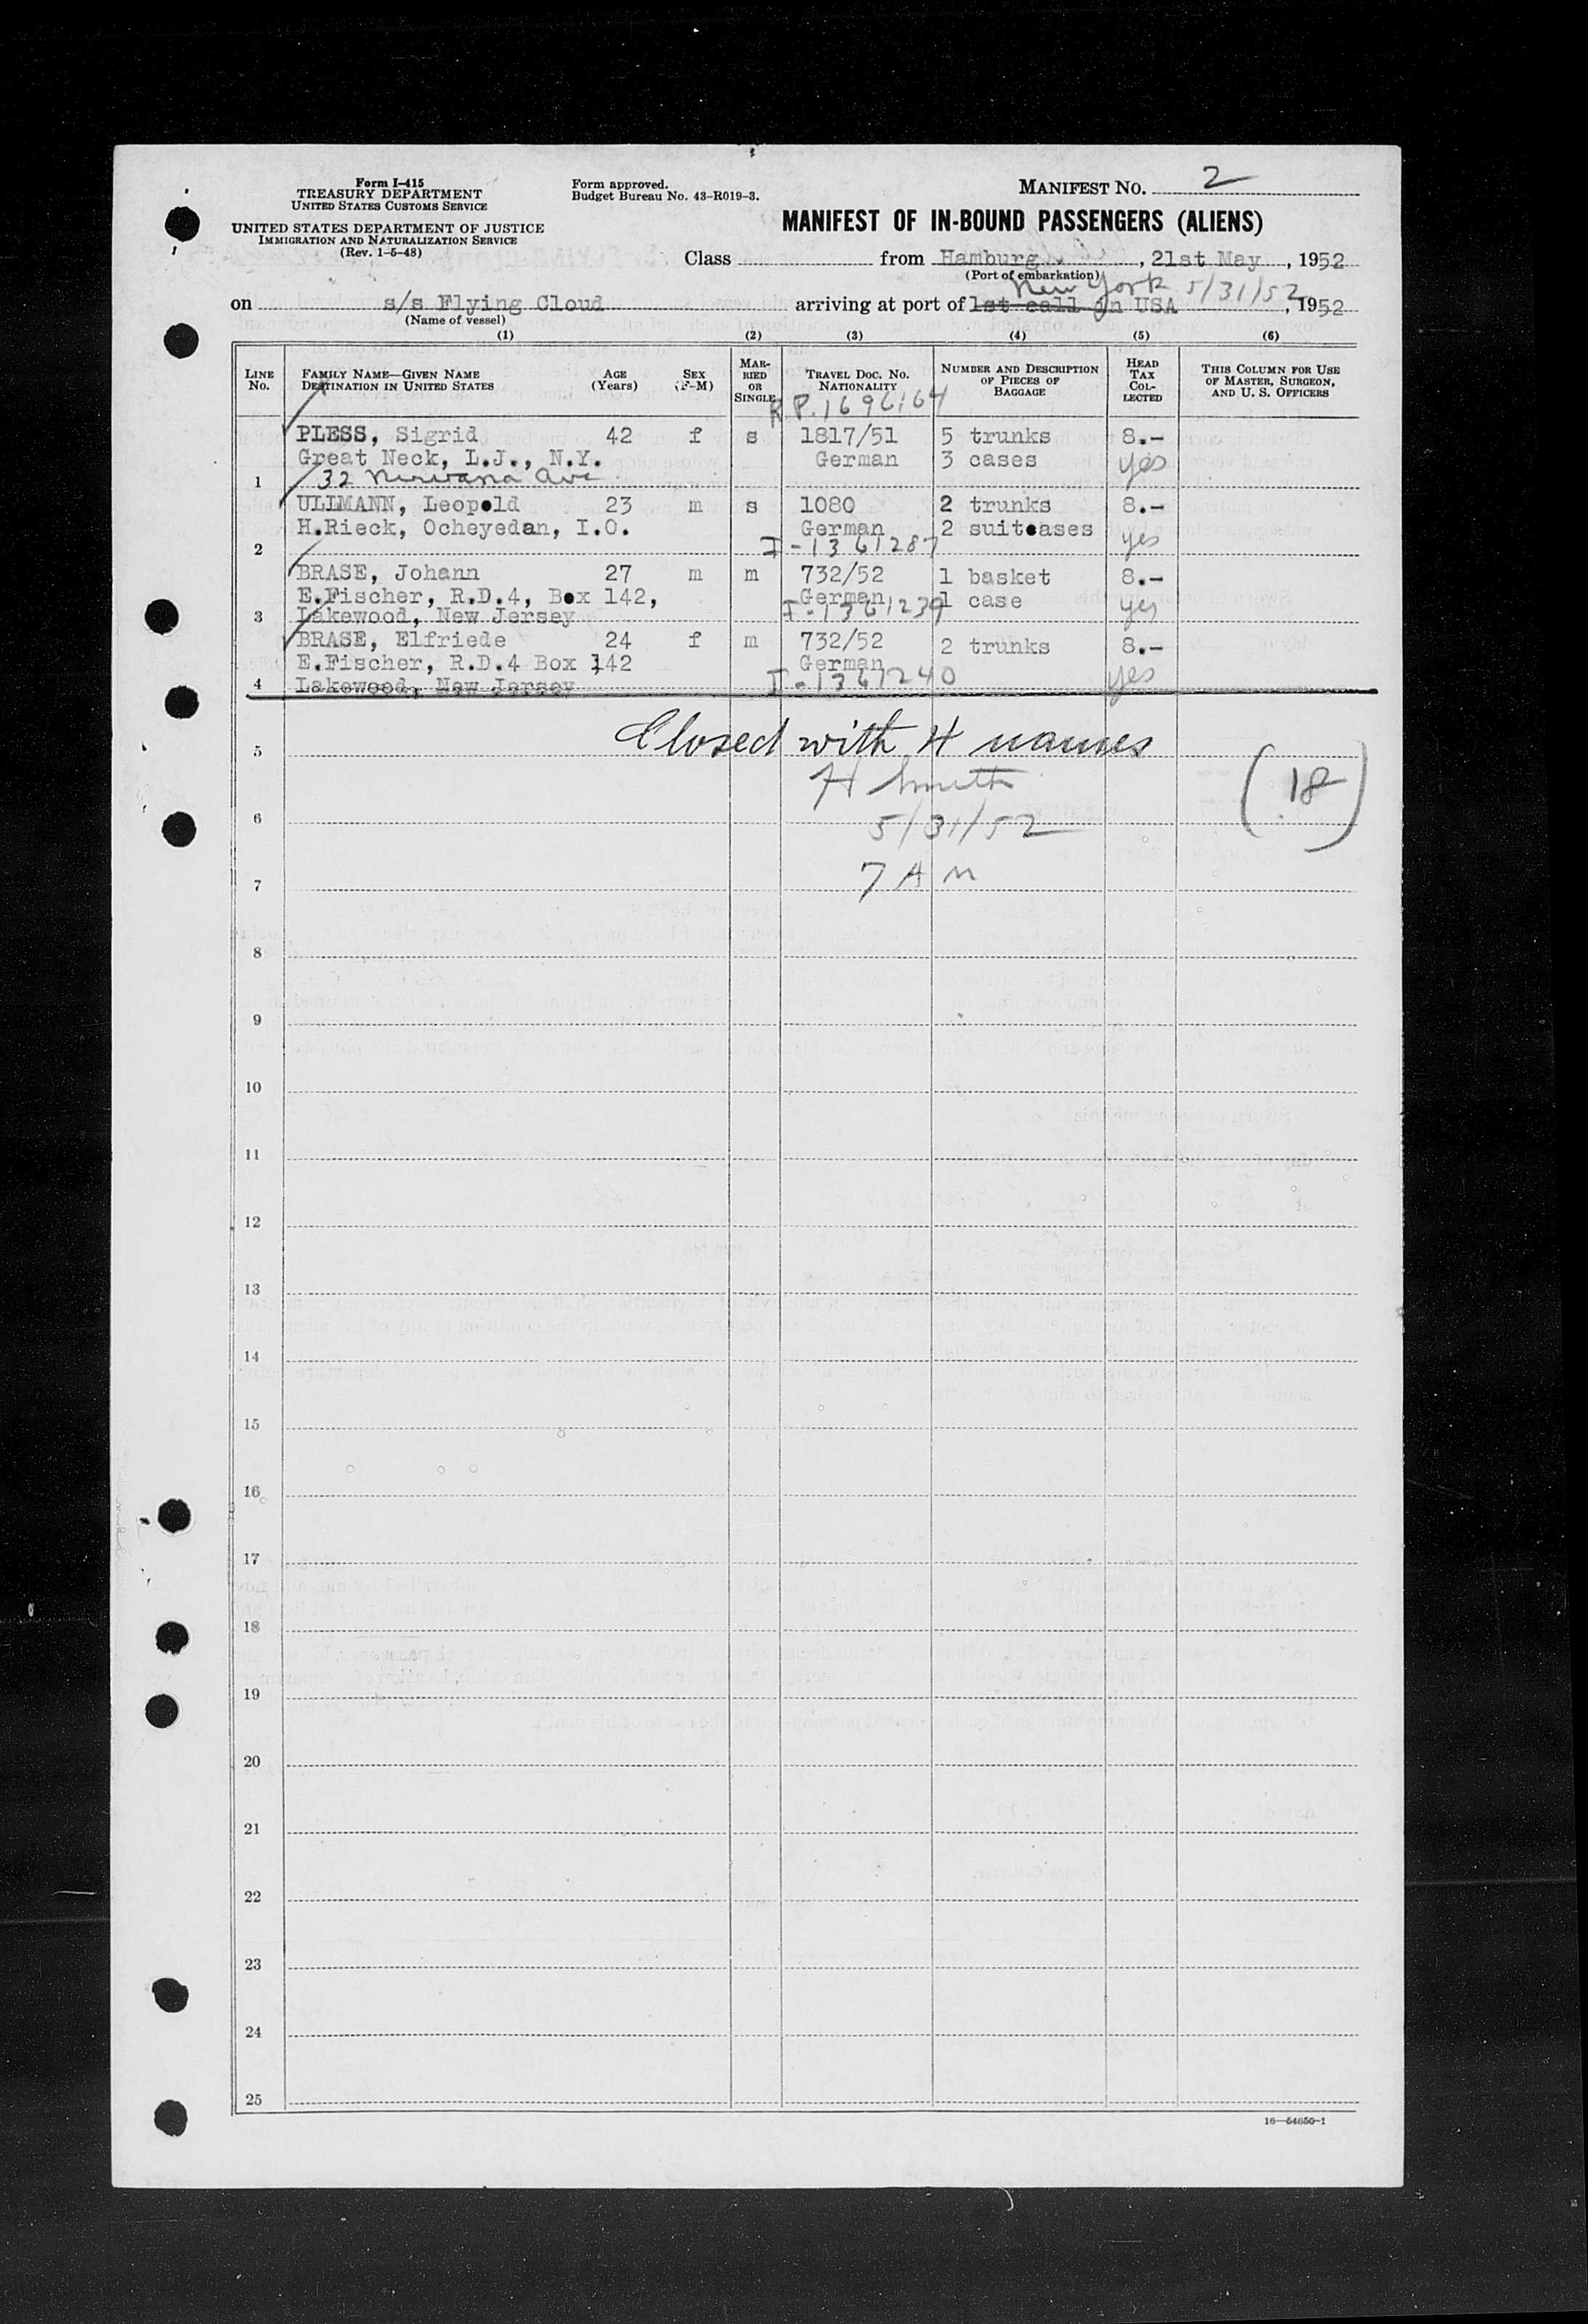 Form I-415
TREASURY DEPARTMENT
UNITED STATES CUSTOMS SERVICE
UNITED STATES DEPARTMENT OF JUSTICE
IMMIGRATION AND NATURALIZATION SERVICE
(Rev. 1-5-48)
Form approved.
Budget Bureau No. 43-R019-3.
MANIFEST NO. 2
MANIFEST OF IN-BOUND PASSENGERS (ALIENS)
Class from Hamburg, 21st May, 1952
(Port of embarkation)
New York 5/31/52
on s/s Flying Cloud arriving at port of 1st call in USA, 1952
(Name of vessel)
(1) (2) (3) (4) (5) (6)
LINE NO. FAMILY NAME—GIVEN NAME DESTINATION IN UNITED STATES AGE (Years) SEX (F-M) MARRIED OR SINGLE TRAVEL DOC. NO. NATIONALITY NUMBER AND DESCRIPTION OF PIECES OF BAGGAGE HEAD TAX COLLECTED THIS COLUMN FOR USE OF MASTER, SURGEON, AND U. S. OFFICERS
P.1696164
PLESS, Sigrid 42 f s 1817/51 5 trunks 8.-
Great Neck, L.J., N.Y. German 3 cases yes
1 32 Nirvana Ave
ULLMANN, Leopold 23 m s 1080 2 trunks 8.-
H.Rieck, Ocheyedan, I.O. German 2 suitcases yes
2 I-1361287
BRASE, Johann 27 m m 732/52 1 basket 8.-
E.Fischer, R.D.4, Box 142, German 1 case yes
3 Lakewood, New Jersey I-1361239
BRASE, Elfriede 24 f m 732/52 2 trunks 8.-
E.Fischer, R.D.4 Box 142 German
4 Lakewood, New Jersey I-1361240 yes
5 Closed with 4 names
H Smith
(18)
6 5/31/52
7 7 AM
8
9
10
11
12
13
14
15
16
17
18
19
20
21
22
23
24
25
16—54650-1